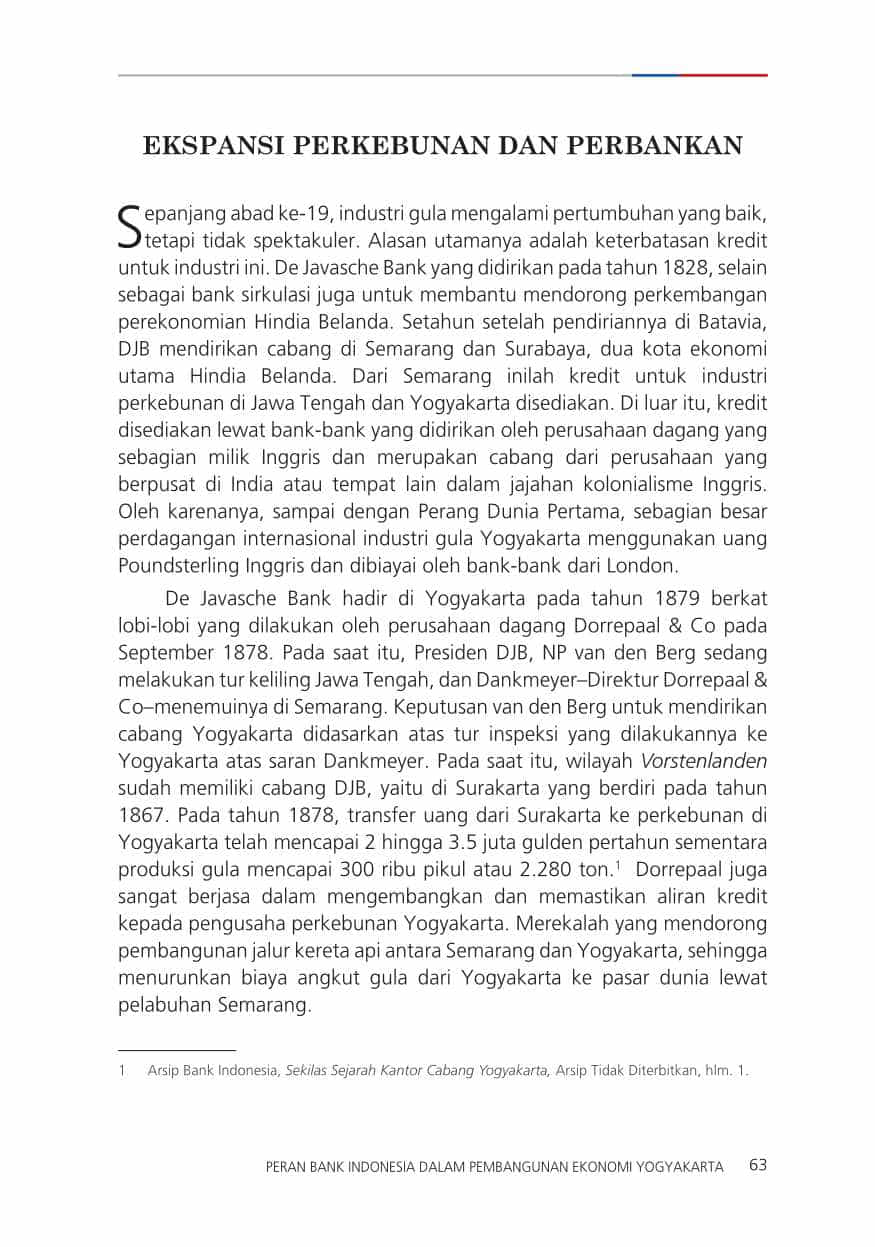 EKSPANSI PERKEBUNAN DAN PERBANKAN
Sepanjang abad ke-19, industri gula mengalami pertumbuhan yang baik,
tetapi tidak spektakuler. Alasan utamanya adalah keterbatasan kredit
untuk industri ini. De Javasche Bank yang didirikan pada tahun 1828, selain
sebagai bank sirkulasi juga untuk membantu mendorong perkembangan
perekonomian Hindia Belanda. Setahun setelah pendiriannya di Batavia,
DJB mendirikan cabang di Semarang dan Surabaya, dua kota ekonomi
utama Hindia Belanda. Dari Semarang inilah kredit untuk industri
perkebunan di Jawa Tengah dan Yogyakarta disediakan. Di luar itu, kredit
disediakan lewat bank-bank yang didirikan oleh perusahaan dagang yang
sebagian milik Inggris dan merupakan cabang dari perusahaan yang
berpusat di India atau tempat lain dalam jajahan kolonialisme Inggris.
Oleh karenanya, sampai dengan Perang Dunia Pertama, sebagian besar
perdagangan internasional industri gula Yogyakarta menggunakan uang
Poundsterling Inggris dan dibiayai oleh bank-bank dari London.
De Javasche Bank hadir di Yogyakarta pada tahun 1879 berkat
lobi-lobi yang dilakukan oleh perusahaan dagang Dorrepaal & Co pada
September 1878. Pada saat itu, Presiden DJB, NP van den Berg sedang
melakukan tur keliling Jawa Tengah, dan Dankmeyer–Direktur Dorrepaal &
Co–menemuinya di Semarang. Keputusan van den Berg untuk mendirikan
cabang Yogyakarta didasarkan atas tur inspeksi yang dilakukannya ke
Yogyakarta atas saran Dankmeyer. Pada saat itu, wilayah Vorstenlanden
sudah memiliki cabang DJB, yaitu di Surakarta yang berdiri pada tahun
1867. Pada tahun 1878, transfer uang dari Surakarta ke perkebunan di
Yogyakarta telah mencapai 2 hingga 3.5 juta gulden pertahun sementara
produksi gula mencapai 300 ribu pikul atau 2.280 ton.1 Dorrepaal juga
sangat berjasa dalam mengembangkan dan memastikan aliran kredit
kepada pengusaha perkebunan Yogyakarta. Merekalah yang mendorong
pembangunan jalur kereta api antara Semarang dan Yogyakarta, sehingga
menurunkan biaya angkut gula dari Yogyakarta ke pasar dunia lewat
pelabuhan Semarang.
1 Arsip Bank Indonesia, Sekilas Sejarah Kantor Cabang Yogyakarta, Arsip Tidak Diterbitkan, hlm. 1.
PERAN BANK INDONESIA DALAM PEMBANGUNAN EKONOMI YOGYAKARTA 63